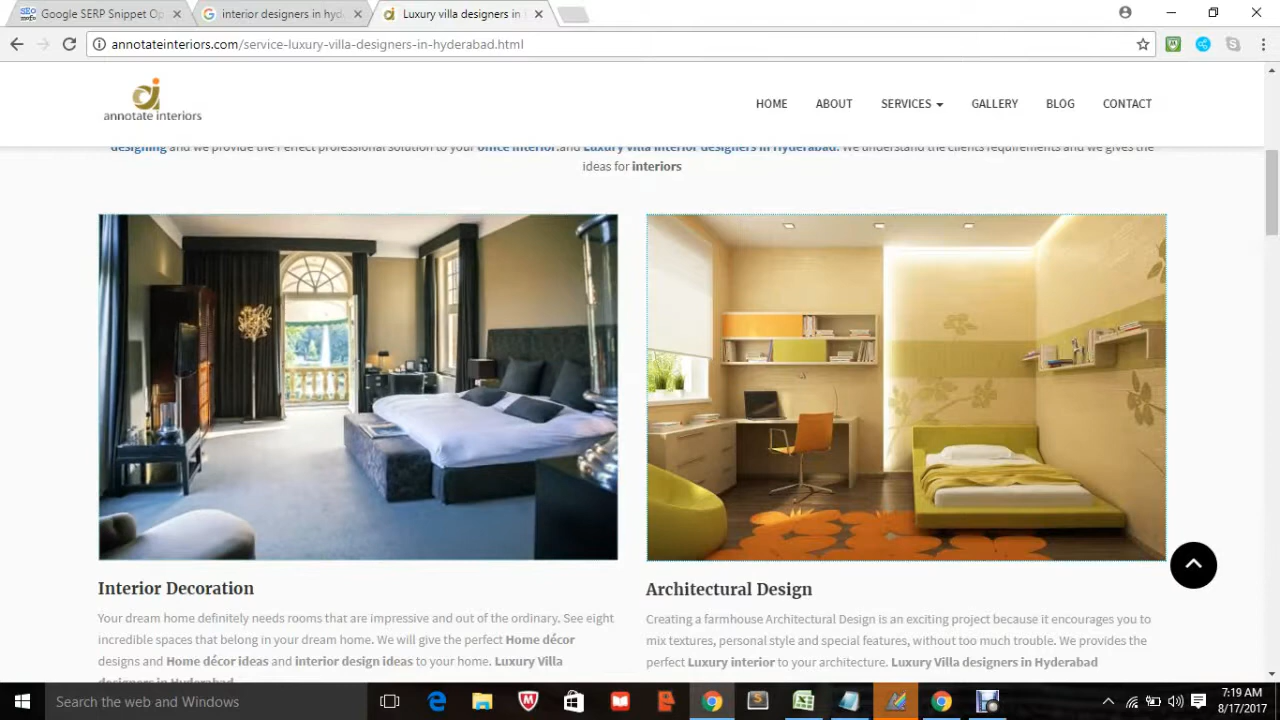 Google SERP Snippet Op
interior designers in hyd
Luxury villa designers in
annotateinteriors.com/service-luxury-villa-designers-in-hyderabad.html
annotate interiors
HOME
ABOUT
SERVICES
GALLERY
BLOG
CONTACT
designing and we provide the Perfect professional solution to your office interior.and Luxury villa interior designers in Hyderabad. We understand the clients requirements and we gives the
ideas for interiors
Interior Decoration
Your dream home definitely needs rooms that are impressive and out of the ordinary. See eight
incredible spaces that belong in your dream home. We will give the perfect Home décor
designs and Home décor ideas and interior design ideas to your home. Luxury Villa
designers in Hyderabad
Architectural Design
Creating a farmhouse Architectural Design is an exciting project because it encourages you to
mix textures, personal style and special features, without too much trouble. We provides the
perfect Luxury interior to your architecture. Luxury Villa designers in Hyderabad
Search the web and Windows
7:19 AM
8/17/2017